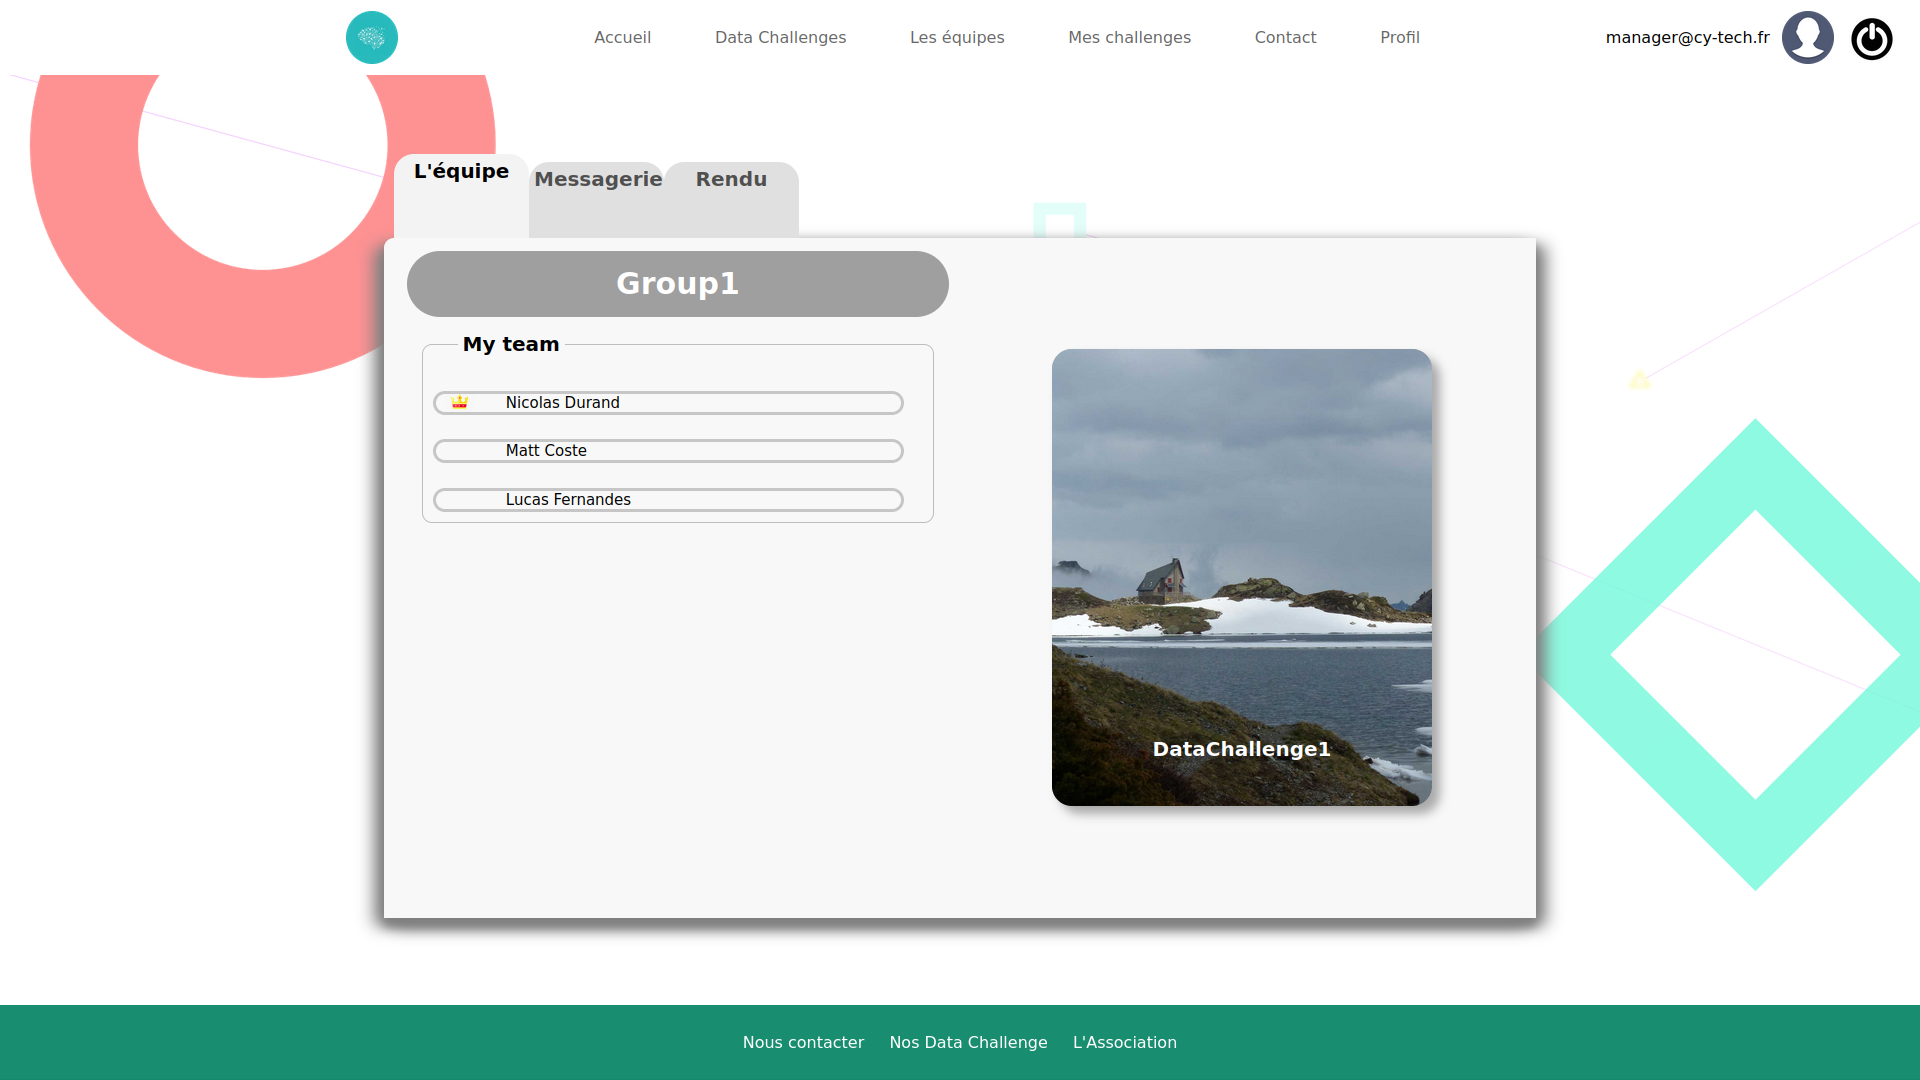 Accueil Data Challenges Les équipes Mes challenges Contact Profil manager@cy-tech.fr
L'équipe Messagerie Rendu
Group1
My team
Nicolas Durand
Matt Coste
Lucas Fernandes
DataChallenge1
Nous contacter Nos Data Challenge L'Association